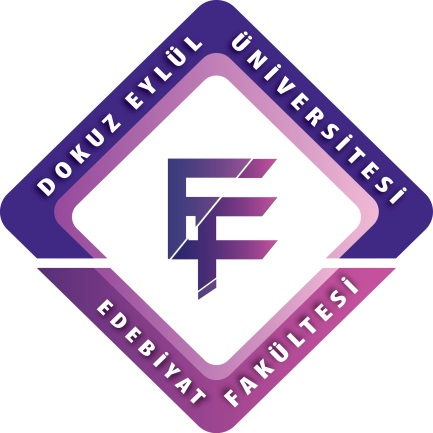 DOKUZ EYLÜL ÜNİVERSİTESİ
EF
EDEBİYAT FAKÜLTESİ